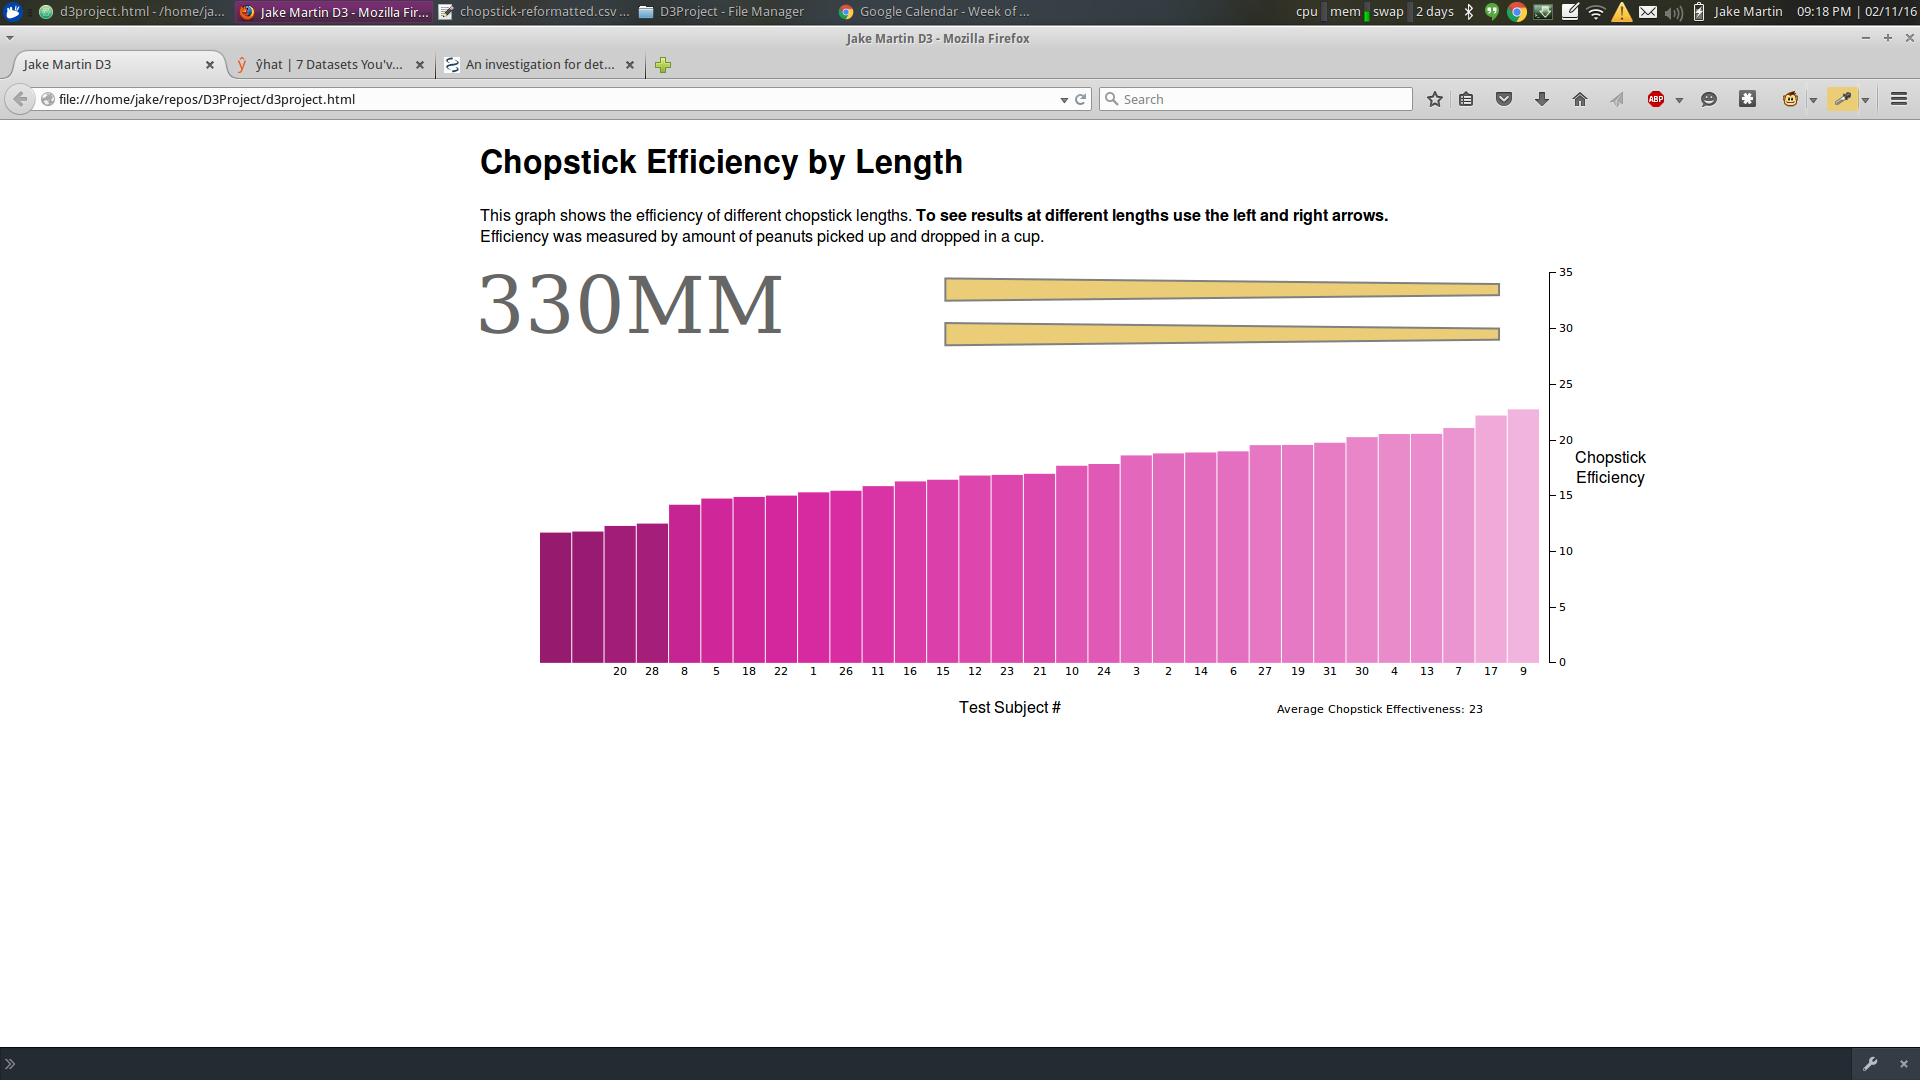 d3project.html - /home/ja... Jake Martin D3 - Mozilla Fir... chopstick-reformatted.csv ... D3Project - File Manager Google Calendar - Week of ... cpu mem swap 2 days Jake Martin 09:18 PM | 02/11/16
Jake Martin D3 - Mozilla Firefox
Jake Martin D3 ŷ ŷhat | 7 Datasets You'v... An investigation for det...
file:///home/jake/repos/D3Project/d3project.html Search ABP
Chopstick Efficiency by Length
This graph shows the efficiency of different chopstick lengths. To see results at different lengths use the left and right arrows.
Efficiency was measured by amount of peanuts picked up and dropped in a cup.
330MM
35
30
25
20
Chopstick
Efficiency
15
10
5
0
20 28 8 5 18 22 1 26 11 16 15 12 23 21 10 24 3 2 14 6 27 19 31 30 4 13 7 17 9
Test Subject #
Average Chopstick Effectiveness: 23